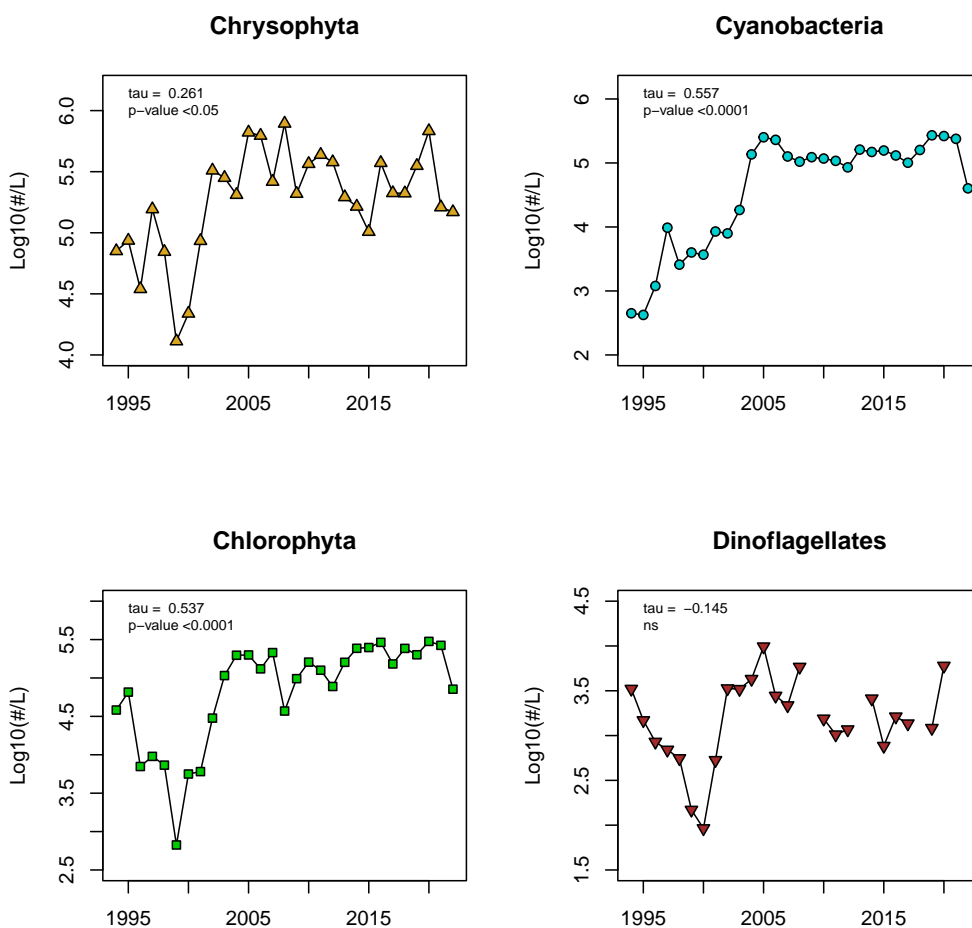 Chrysophyta
tau = 0.261
p-value <0.05
Log10(#/L)
6.0
5.5
5.0
4.5
4.0
1995 2005 2015
Cyanobacteria
tau = 0.557
p-value <0.0001
Log10(#/L)
6
5
4
3
2
1995 2005 2015
Chlorophyta
tau = 0.537
p-value <0.0001
Log10(#/L)
5.5
4.5
3.5
2.5
1995 2005 2015
Dinoflagellates
tau = −0.145
ns
Log10(#/L)
4.5
3.5
2.5
1.5
1995 2005 2015